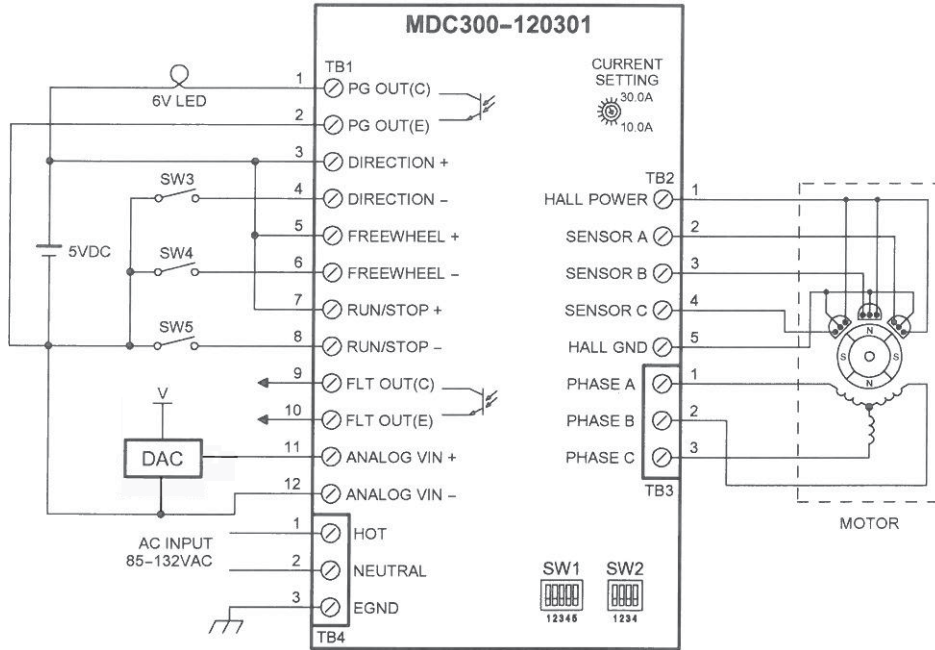 MDC300-120301
TB1
CURRENT
SETTING
30.0A
10.0A
6V LED
1 PG OUT(C)
2 PG OUT(E)
3 DIRECTION +
SW3
4 DIRECTION -
5 FREEWHEEL +
5VDC
SW4
6 FREEWHEEL -
7 RUN/STOP +
SW5
8 RUN/STOP -
9 FLT OUT(C)
10 FLT OUT(E)
V
DAC
11 ANALOG VIN +
12 ANALOG VIN -
AC INPUT
85-132VAC
1 HOT
2 NEUTRAL
3 EGND
TB4
TB2
HALL POWER 1
SENSOR A 2
SENSOR B 3
SENSOR C 4
HALL GND 5
PHASE A 1
PHASE B 2
PHASE C 3
TB3
N
S S
N
MOTOR
SW1 SW2
12345 1234